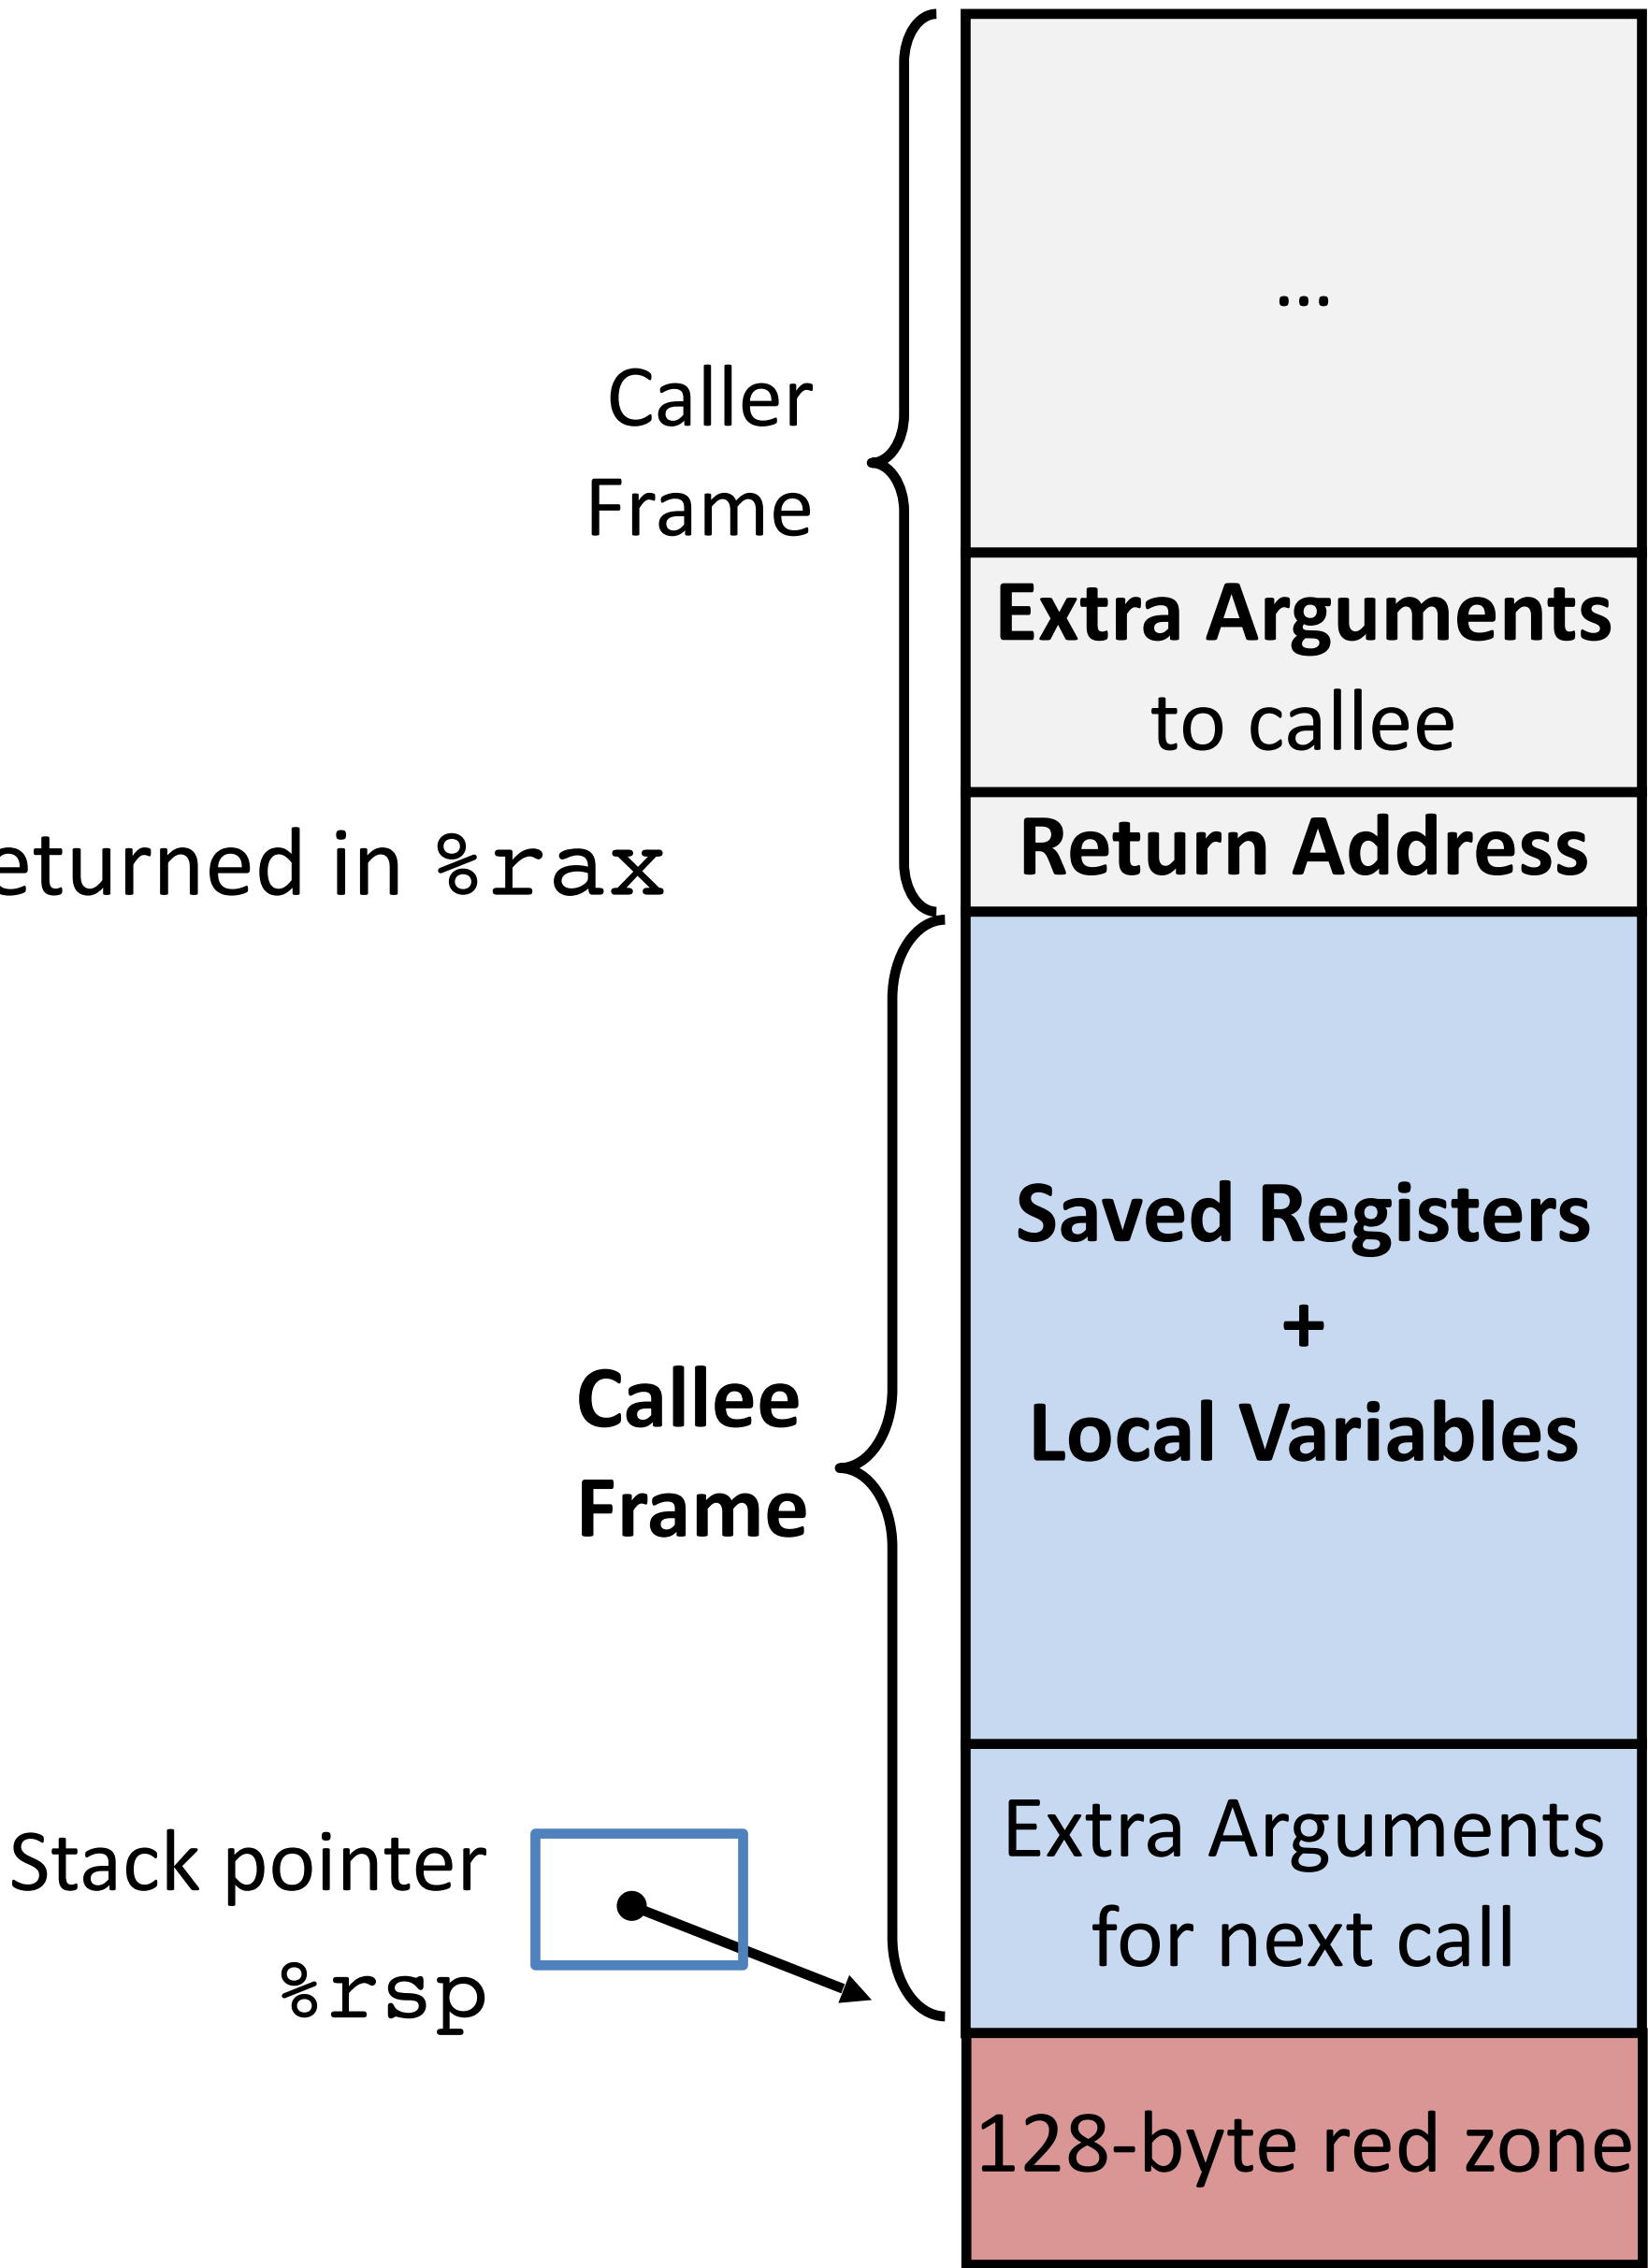 ...
Caller
Frame
Extra Arguments
to callee
Return Address
eturned in %rax
Saved Registers
+
Local Variables
Callee
Frame
Extra Arguments
for next call
Stack pointer
%rsp
128-byte red zone